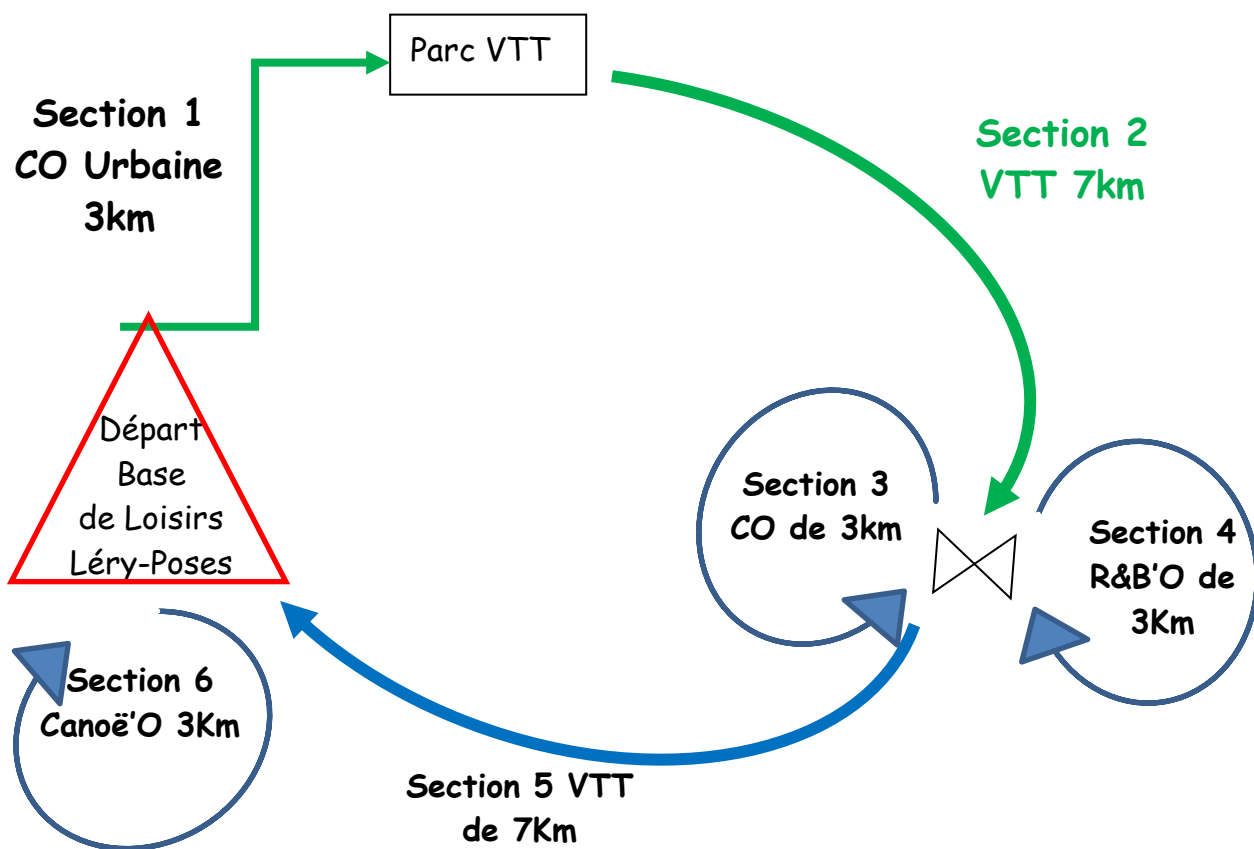 Parc VTT
Section 1
CO Urbaine
3km
Section 2
VTT 7km
Départ
Base
de Loisirs
Léry-Poses
Section 3
CO de 3km
Section 4
R&B'O de
3Km
Section 6
Canoë'O 3Km
Section 5 VTT
de 7Km